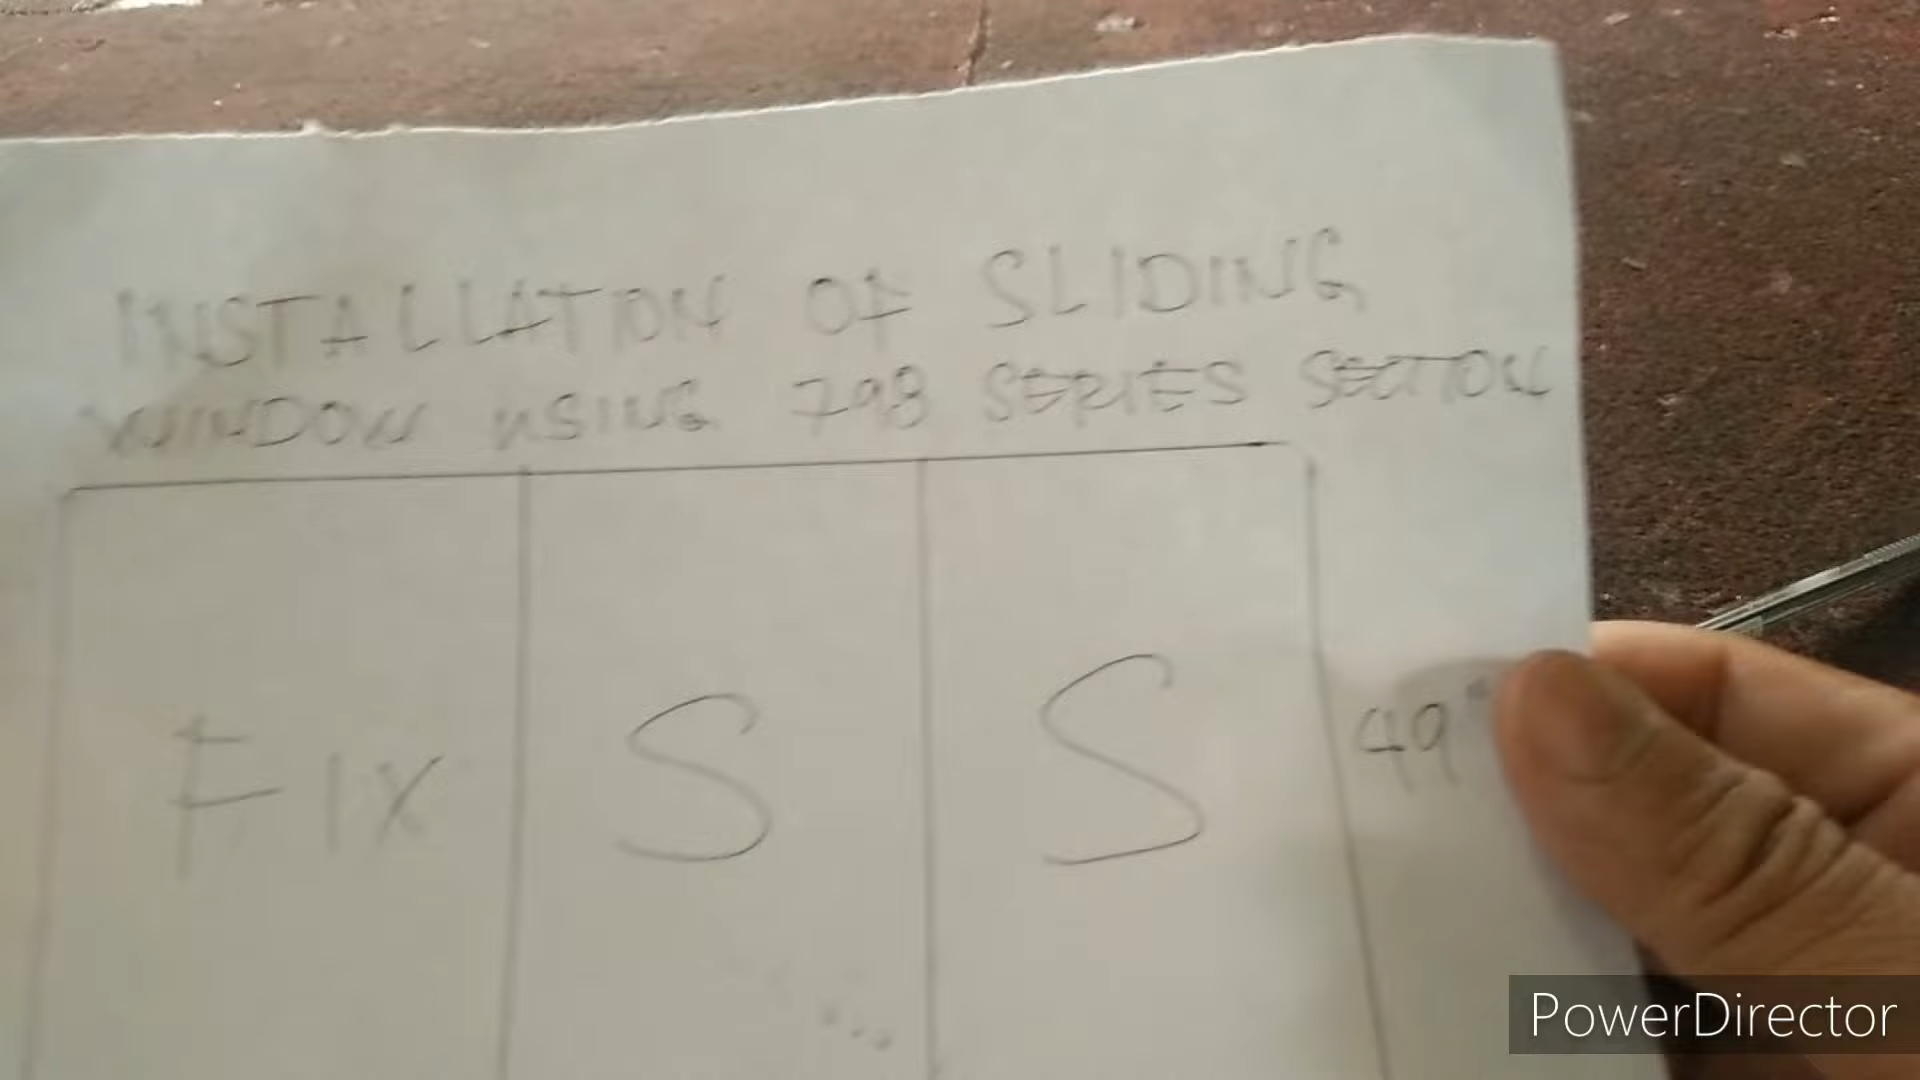 INSTALLATION OF SLIDING
WINDOW USING 798 SERIES SECTION
FIX S S 49"
PowerDirector